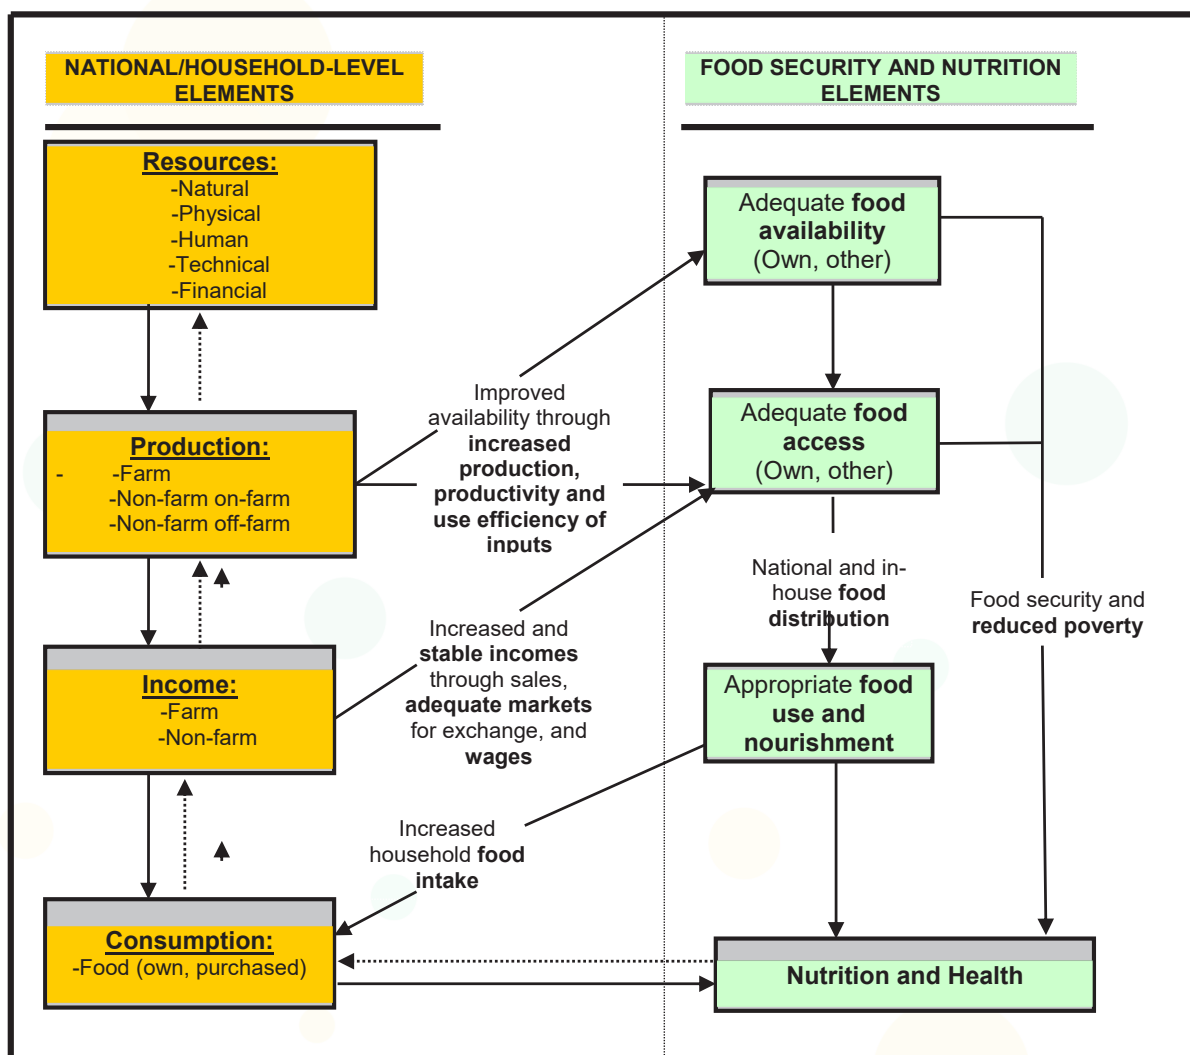 NATIONAL/HOUSEHOLD-LEVEL
ELEMENTS
Resources:
-Natural
-Physical
-Human
-Technical
-Financial
Production:
- -Farm
-Non-farm on-farm
-Non-farm off-farm
Income:
-Farm
-Non-farm
Consumption:
-Food (own, purchased)
Improved
availability through
increased
production,
productivity and
use efficiency of
inputs
Increased and
stable incomes
through sales,
adequate markets
for exchange, and
wages
Increased
household food
intake
FOOD SECURITY AND NUTRITION
ELEMENTS
Adequate food
availability
(Own, other)
Adequate food
access
(Own, other)
National and in-
house food
distribution
Food security and
reduced poverty
Appropriate food
use and
nourishment
Nutrition and Health